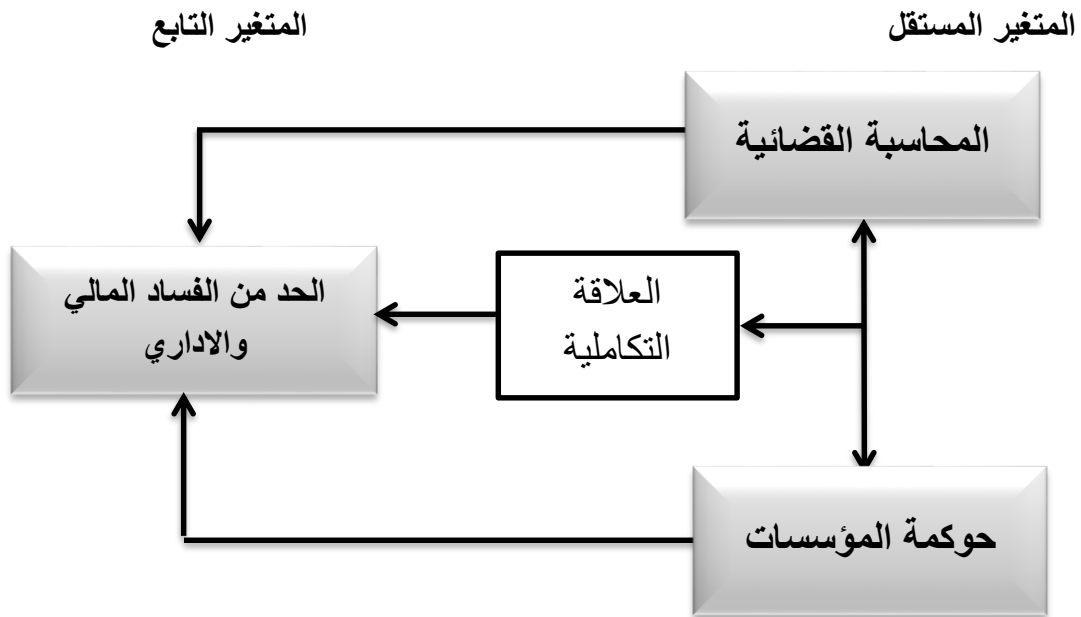 المتغير المستقل
المتغير التابع
المحاسبة القضائية
العلاقة
التكاملية
الحد من الفساد المالي
والاداري
حوكمة المؤسسات